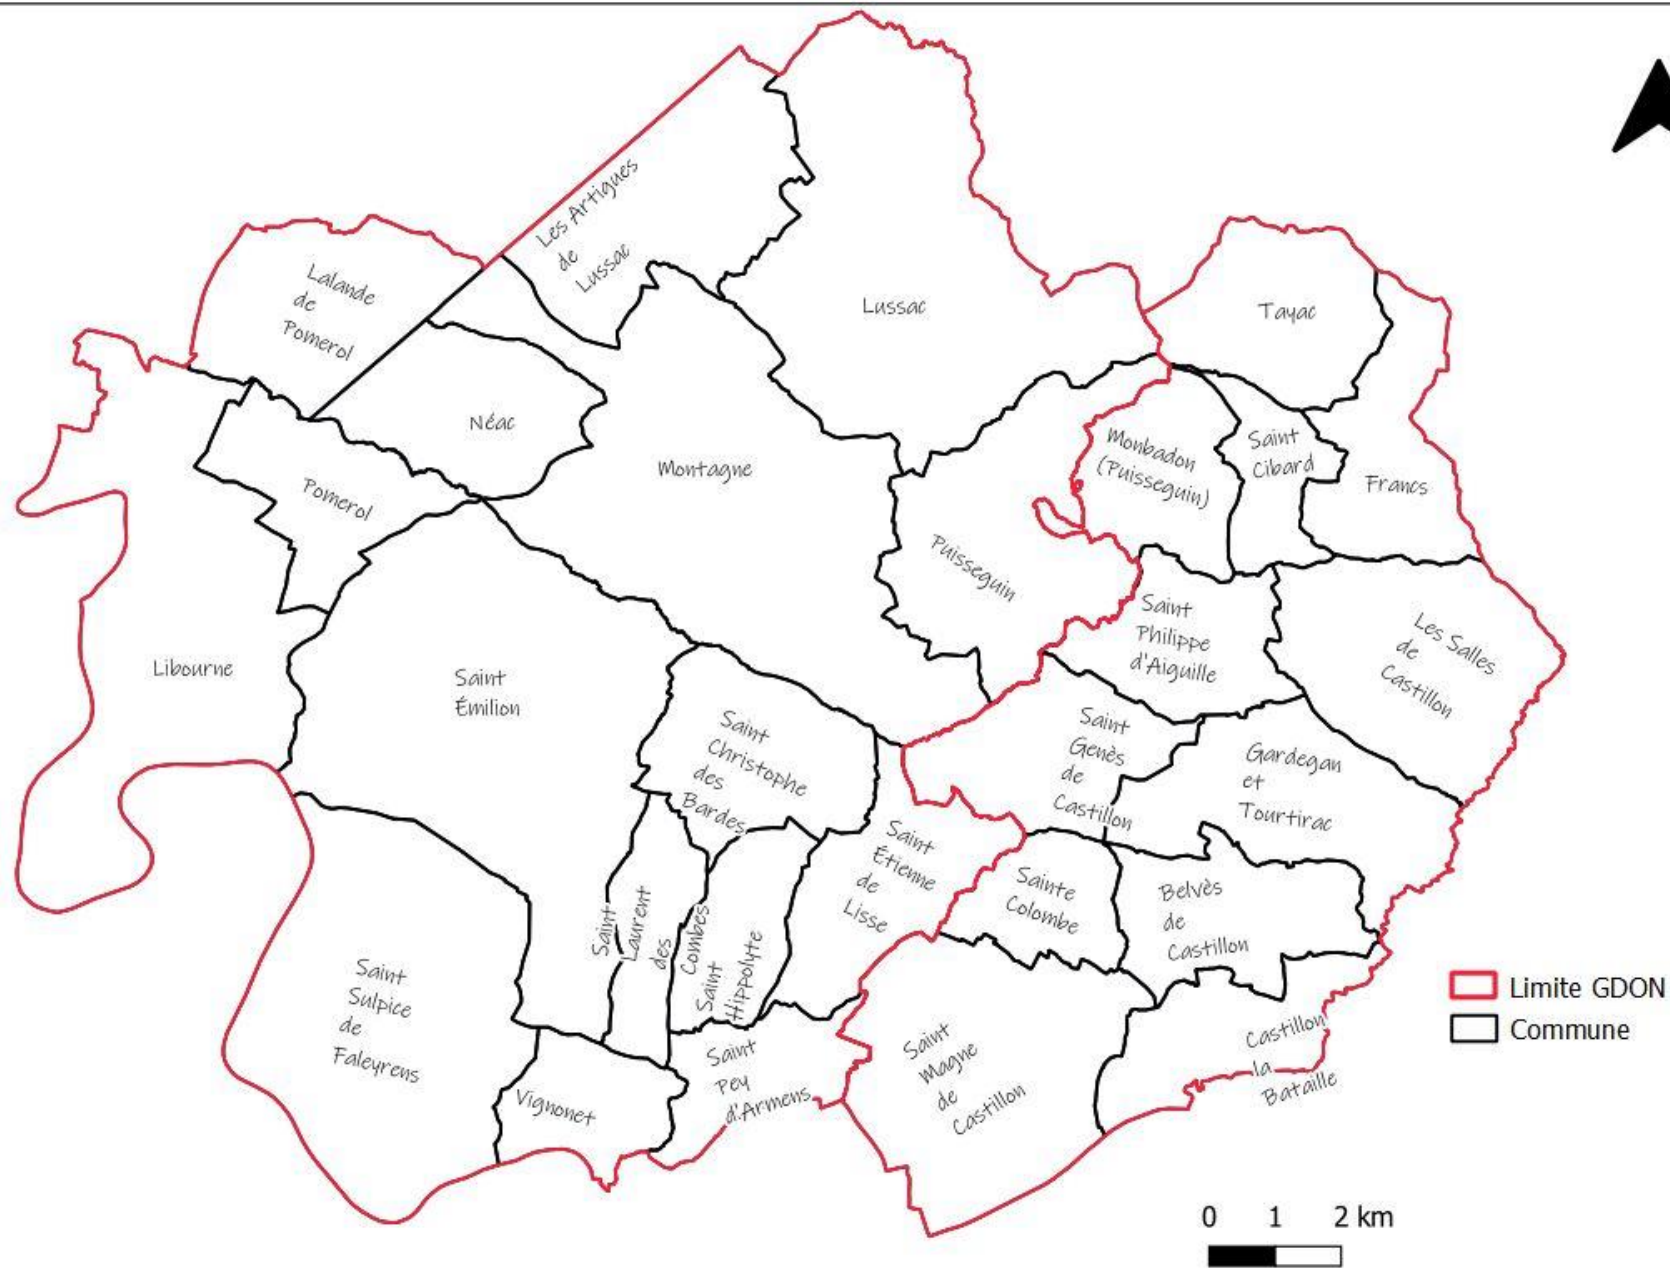 Les Artigues
de
Lussac
Lalande
de
Pomerol
Lussac
Tayac
Néac
Montagne
Monbadon
(Puisseguin)
Saint
Cibard
Francs
Pomerol
Puisseguin
Saint
Philippe
d'Aiguille
Les Salles
de
Castillon
Libourne
Saint
Émilion
Saint
Christophe
des
Bardes
Saint
Genès
de
Castillon
Gardegan
et
Tourtirac
Saint
Étienne
de
Lisse
Sainte
Colombe
Belvès
de
Castillon
Saint
Laurent
des
Combes
Saint
Hippolyte
Saint
Sulpice
de
Faleyrens
Vignonet
Saint
Pey
d'Armens
Saint
Magne
de
Castillon
Castillon
la
Bataille
Limite GDON
Commune
0 1 2 km